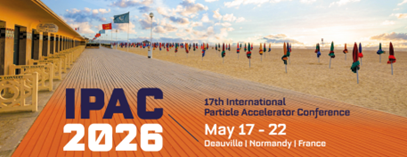 IPAC
2026
17th International
Particle Accelerator Conference
May 17 - 22
Deauville | Normandy | France